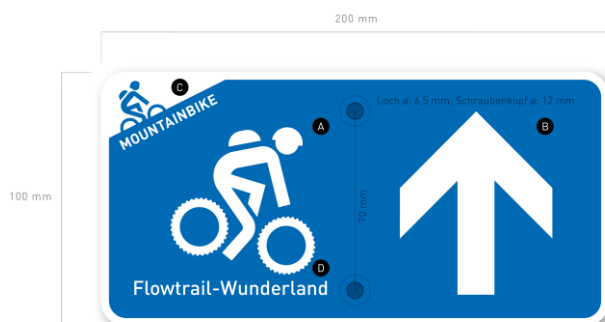 200 mm
C
MOUNTAINBIKE
Loch ø: 6,5 mm; Schraubenkopf ø: 12 mm
A
B
100 mm
70 mm
D
Flowtrail-Wunderland